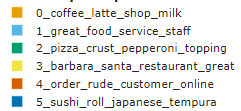 0_coffee_latte_shop_milk
1_great_food_service_staff
2_pizza_crust_pepperoni_topping
3_barbara_santa_restaurant_great
4_order_rude_customer_online
5_sushi_roll_japanese_tempura